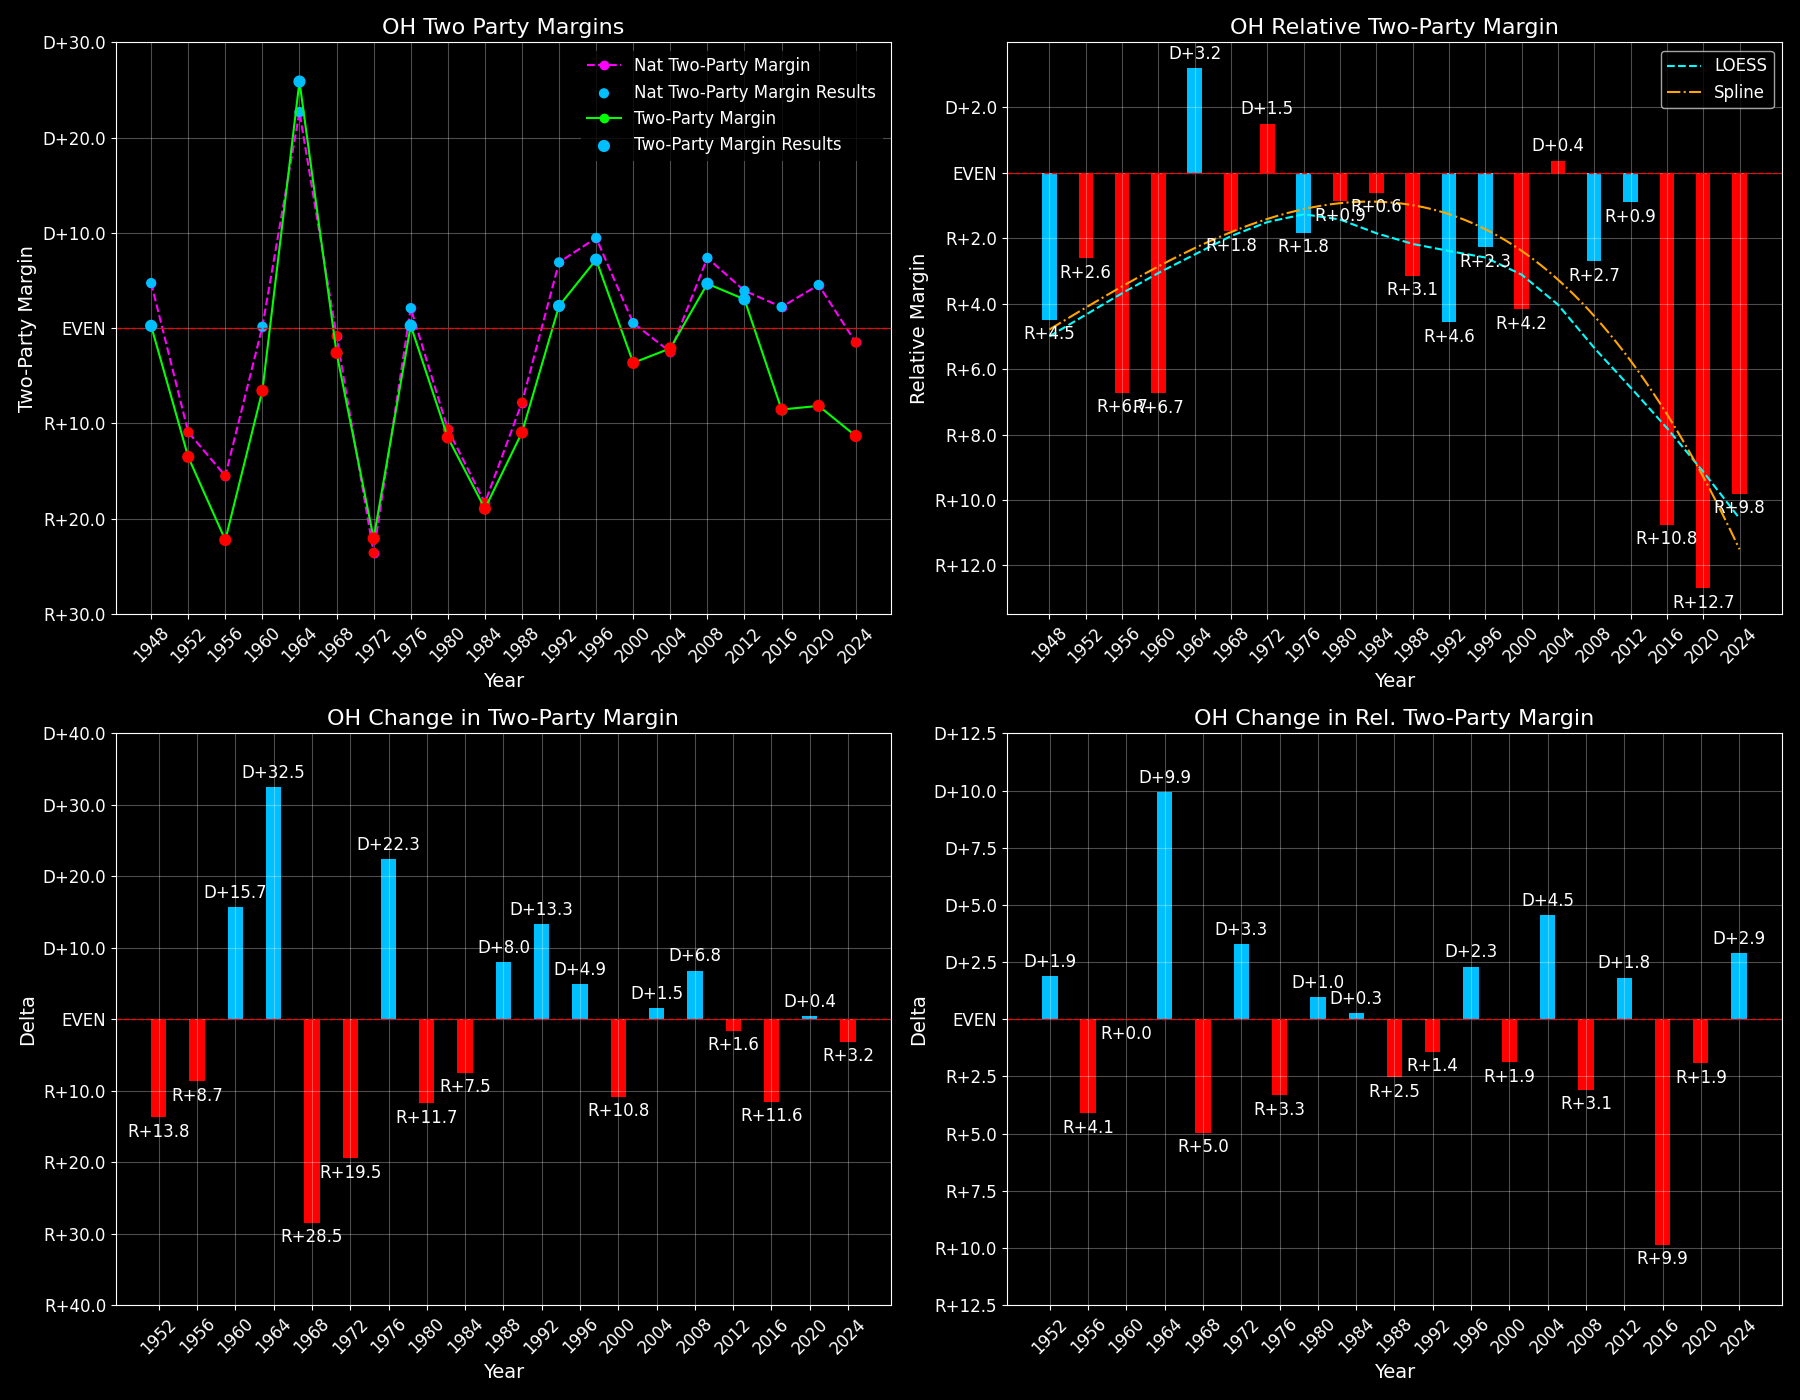 OH Two Party Margins
D+30.0
D+20.0
D+10.0
EVEN
R+10.0
R+20.0
R+30.0
Two-Party Margin
Nat Two-Party Margin
Nat Two-Party Margin Results
Two-Party Margin
Two-Party Margin Results
1948 1952 1956 1960 1964 1968 1972 1976 1980 1984 1988 1992 1996 2000 2004 2008 2012 2016 2020 2024
Year
OH Relative Two-Party Margin
D+2.0
EVEN
R+2.0
R+4.0
R+6.0
R+8.0
R+10.0
R+12.0
Relative Margin
LOESS
Spline
R+4.5
R+2.6
R+6.7
R+6.7
D+3.2
R+1.8
D+1.5
R+1.8
R+0.9
R+0.6
R+3.1
R+4.6
R+2.3
R+4.2
D+0.4
R+2.7
R+0.9
R+10.8
R+12.7
R+9.8
1948 1952 1956 1960 1964 1968 1972 1976 1980 1984 1988 1992 1996 2000 2004 2008 2012 2016 2020 2024
Year
OH Change in Two-Party Margin
D+40.0
D+30.0
D+20.0
D+10.0
EVEN
R+10.0
R+20.0
R+30.0
R+40.0
Delta
R+13.8
R+8.7
D+15.7
D+32.5
R+28.5
R+19.5
D+22.3
R+11.7
R+7.5
D+8.0
D+13.3
D+4.9
R+10.8
D+1.5
D+6.8
R+1.6
R+11.6
D+0.4
R+3.2
1952 1956 1960 1964 1968 1972 1976 1980 1984 1988 1992 1996 2000 2004 2008 2012 2016 2020 2024
Year
OH Change in Rel. Two-Party Margin
D+12.5
D+10.0
D+7.5
D+5.0
D+2.5
EVEN
R+2.5
R+5.0
R+7.5
R+10.0
R+12.5
Delta
D+1.9
R+4.1
R+0.0
D+9.9
R+5.0
D+3.3
R+3.3
D+1.0
D+0.3
R+2.5
R+1.4
D+2.3
R+1.9
D+4.5
R+3.1
D+1.8
R+9.9
R+1.9
D+2.9
1952 1956 1960 1964 1968 1972 1976 1980 1984 1988 1992 1996 2000 2004 2008 2012 2016 2020 2024
Year